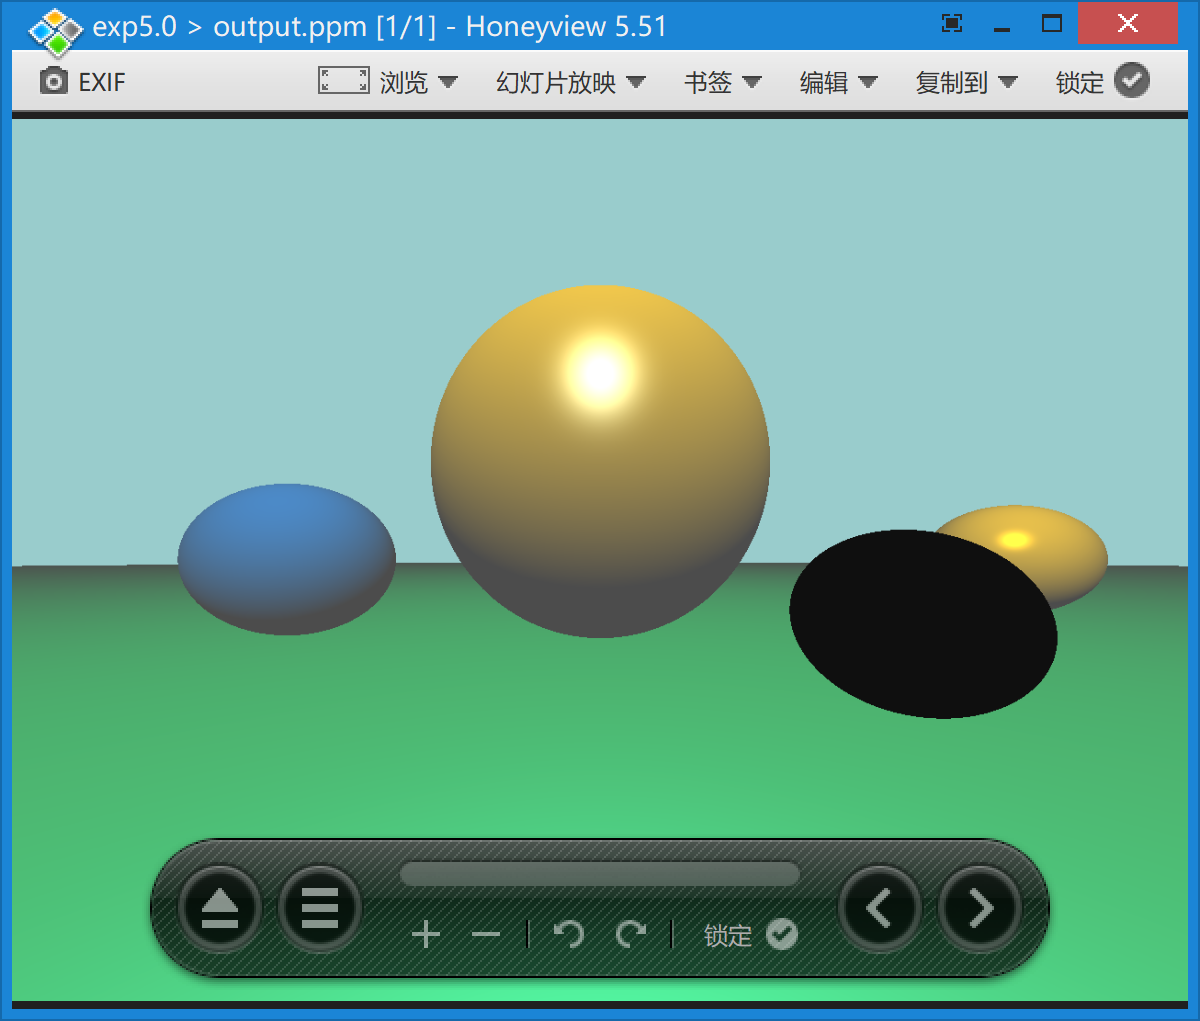 exp5.0 > output.ppm [1/1] - Honeyview 5.51
EXIF 浏览 幻灯片放映 书签 编辑 复制到 锁定
锁定